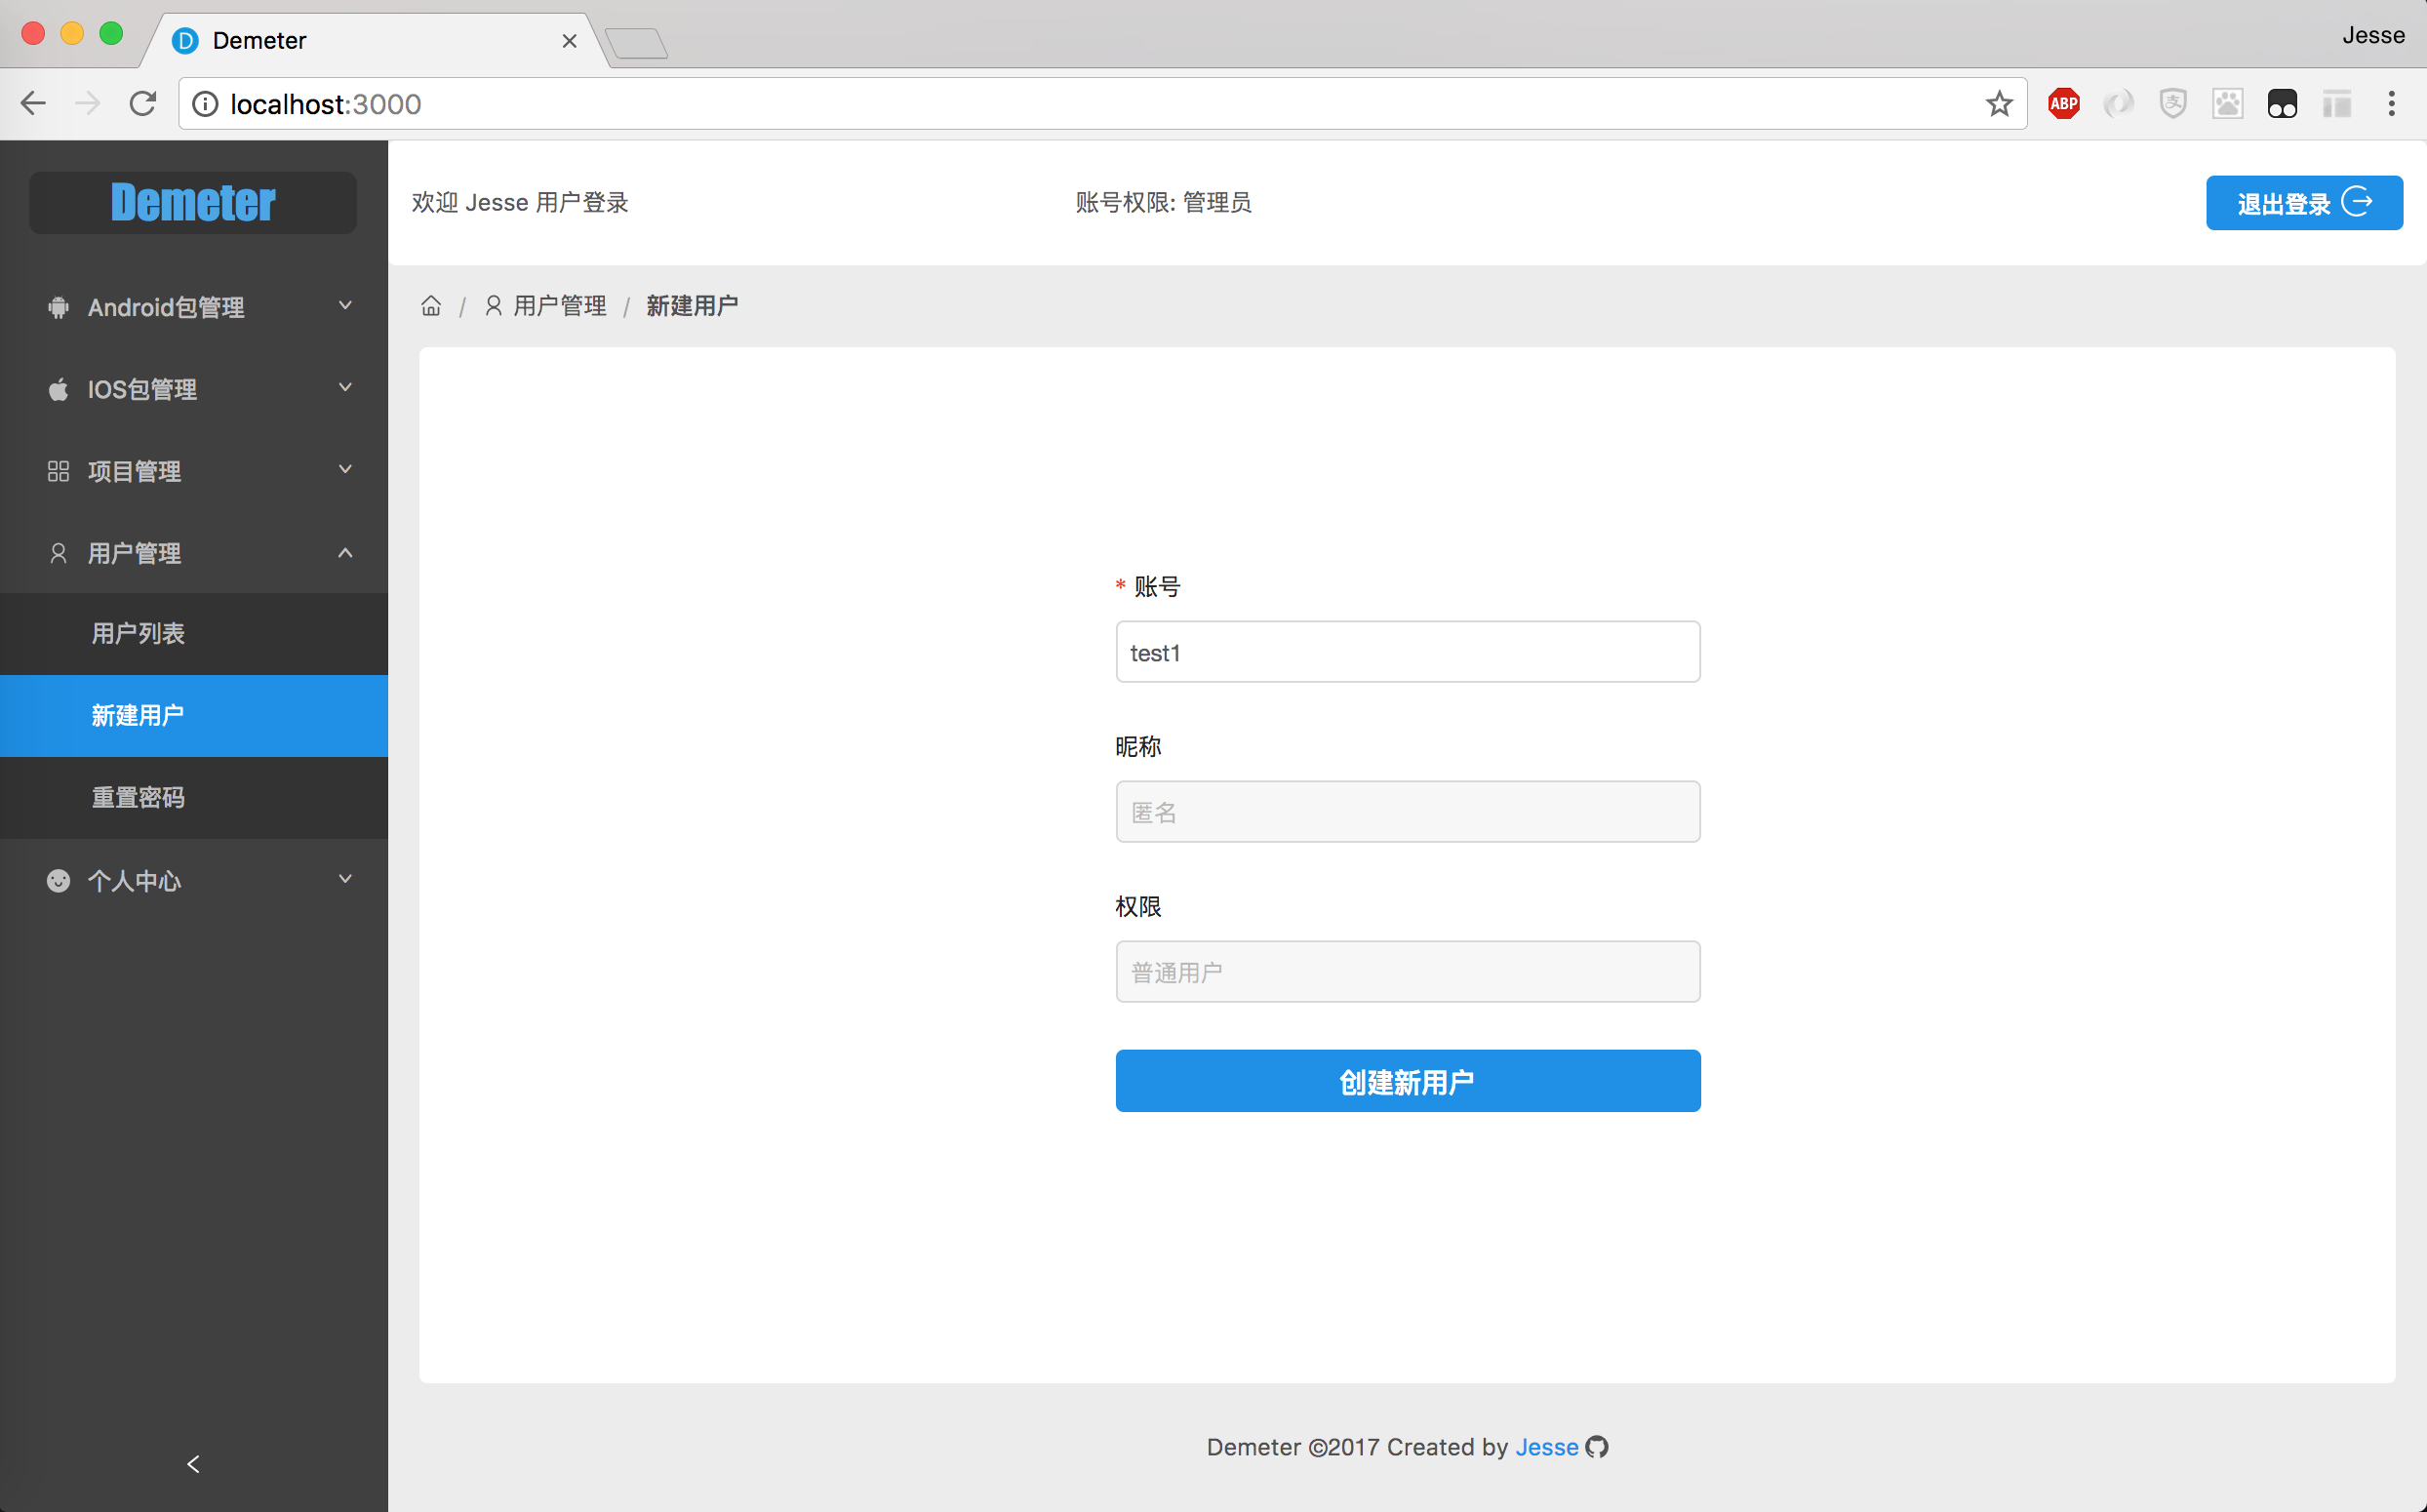 Demeter
Jesse
localhost:3000
ABP
支
Demeter
欢迎 Jesse 用户登录
账号权限: 管理员
退出登录
Android包管理
IOS包管理
项目管理
用户管理
用户列表
新建用户
重置密码
个人中心
/ 用户管理 / 新建用户
* 账号
test1
昵称
匿名
权限
普通用户
创建新用户
Demeter ©2017 Created by Jesse